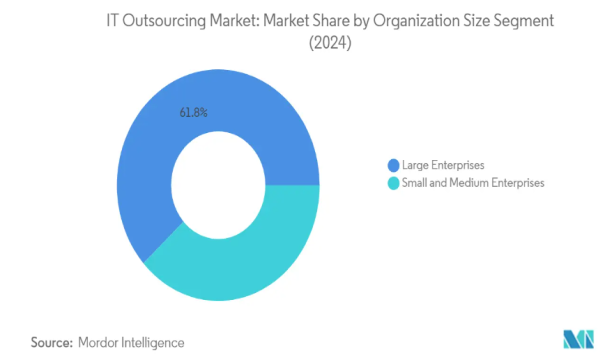 IT Outsourcing Market: Market Share by Organization Size Segment
(2024)
61.8%
Large Enterprises
Small and Medium Enterprises
Source: Mordor Intelligence